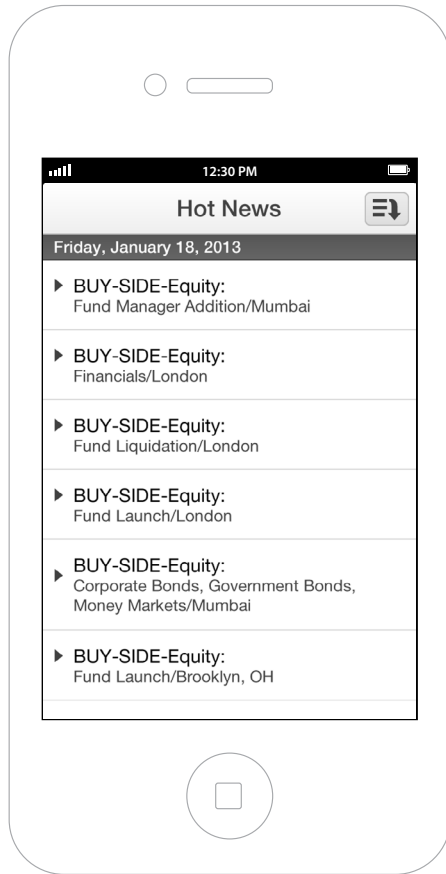 12:30 PM
Hot News
Friday, January 18, 2013
BUY-SIDE-Equity:
Fund Manager Addition/Mumbai
BUY-SIDE-Equity:
Financials/London
BUY-SIDE-Equity:
Fund Liquidation/London
BUY-SIDE-Equity:
Fund Launch/London
BUY-SIDE-Equity:
Corporate Bonds, Government Bonds,
Money Markets/Mumbai
BUY-SIDE-Equity:
Fund Launch/Brooklyn, OH